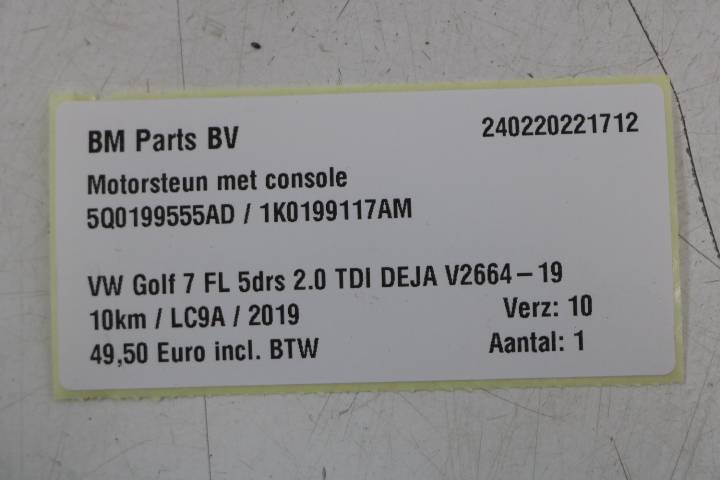 BM Parts BV 240220221712
Motorsteun met console
5Q0199555AD / 1K0199117AM
VW Golf 7 FL 5drs 2.0 TDI DEJA V2664-19
10km / LC9A / 2019 Verz: 10
49,50 Euro incl. BTW Aantal: 1